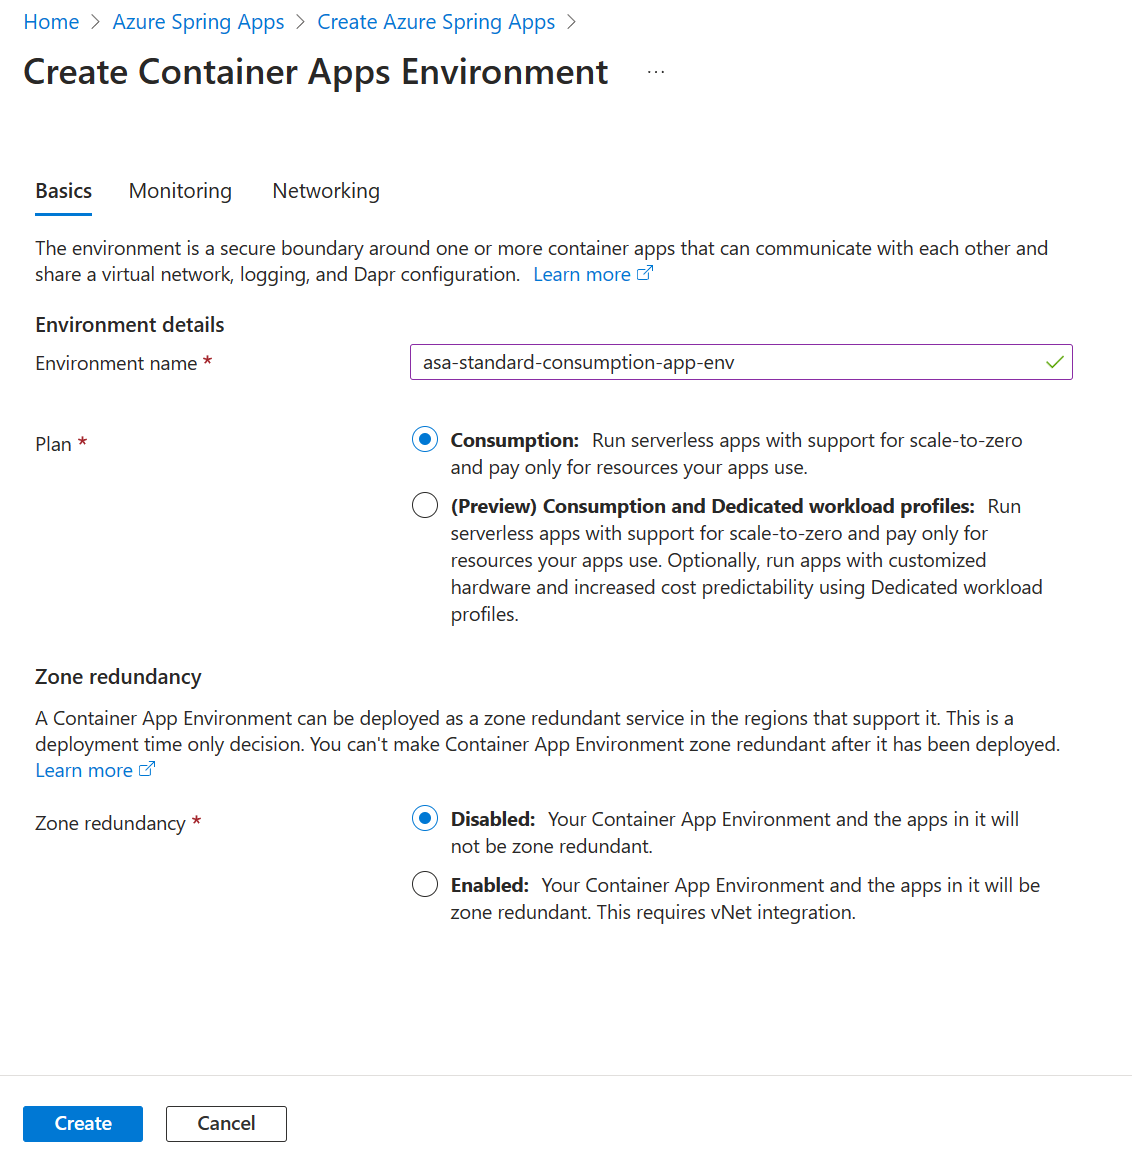 Home > Azure Spring Apps > Create Azure Spring Apps >
Create Container Apps Environment ...
Basics Monitoring Networking
The environment is a secure boundary around one or more container apps that can communicate with each other and
share a virtual network, logging, and Dapr configuration. Learn more
Environment details
Environment name *
asa-standard-consumption-app-env
Plan *
Consumption: Run serverless apps with support for scale-to-zero
and pay only for resources your apps use.
(Preview) Consumption and Dedicated workload profiles: Run
serverless apps with support for scale-to-zero and pay only for
resources your apps use. Optionally, run apps with customized
hardware and increased cost predictability using Dedicated workload
profiles.
Zone redundancy
A Container App Environment can be deployed as a zone redundant service in the regions that support it. This is a
deployment time only decision. You can't make Container App Environment zone redundant after it has been deployed.
Learn more
Zone redundancy *
Disabled: Your Container App Environment and the apps in it will
not be zone redundant.
Enabled: Your Container App Environment and the apps in it will be
zone redundant. This requires vNet integration.
Create Cancel